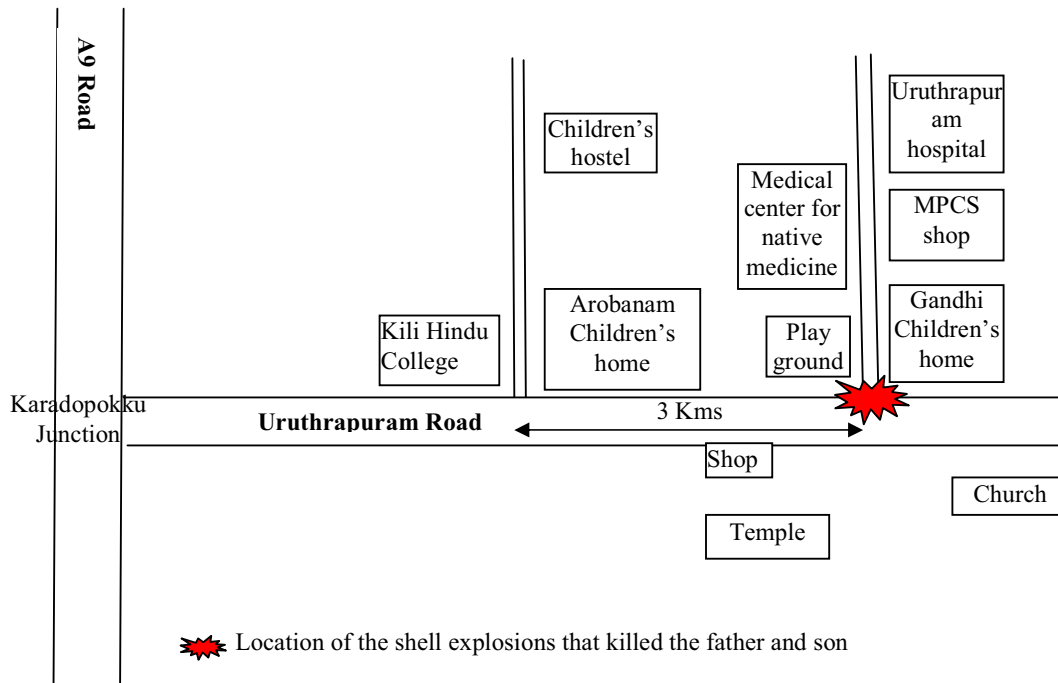 A9 Road
Uruthrapur
am
hospital
Children's
hostel
Medical
center for
native
medicine
MPCS
shop
Kili Hindu
College
Arobanam
Children's
home
Play
ground
Gandhi
Children's
home
Karadopokku
Junction
Uruthrapuram Road
3 Kms
Shop
Church
Temple
Location of the shell explosions that killed the father and son